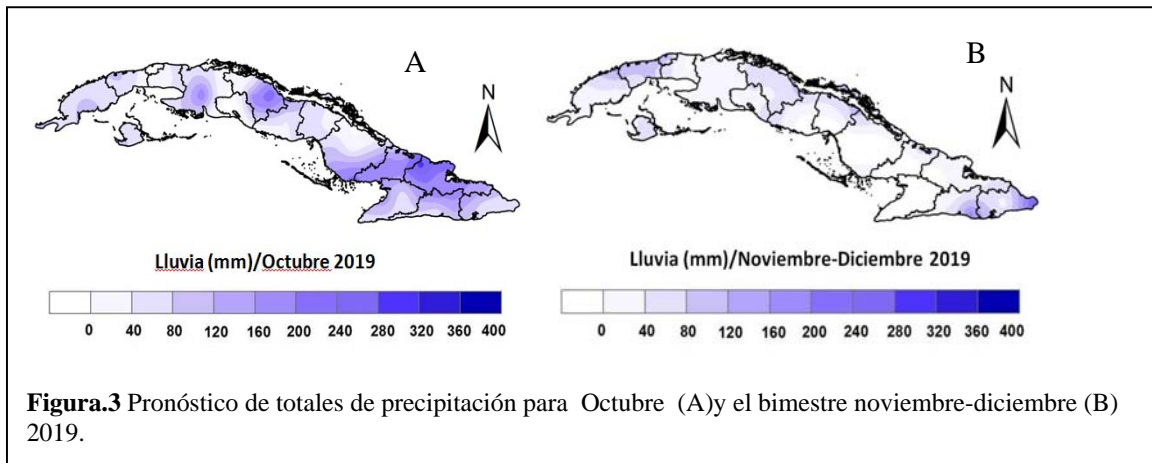 A
B
N
N
Lluvia (mm)/Octubre 2019
Lluvia (mm)/Noviembre-Diciembre 2019
0 40 80 120 160 200 240 280 320 360 400
0 40 80 120 160 200 240 280 320 360 400
Figura.3 Pronóstico de totales de precipitación para Octubre (A)y el bimestre noviembre-diciembre (B)
2019.